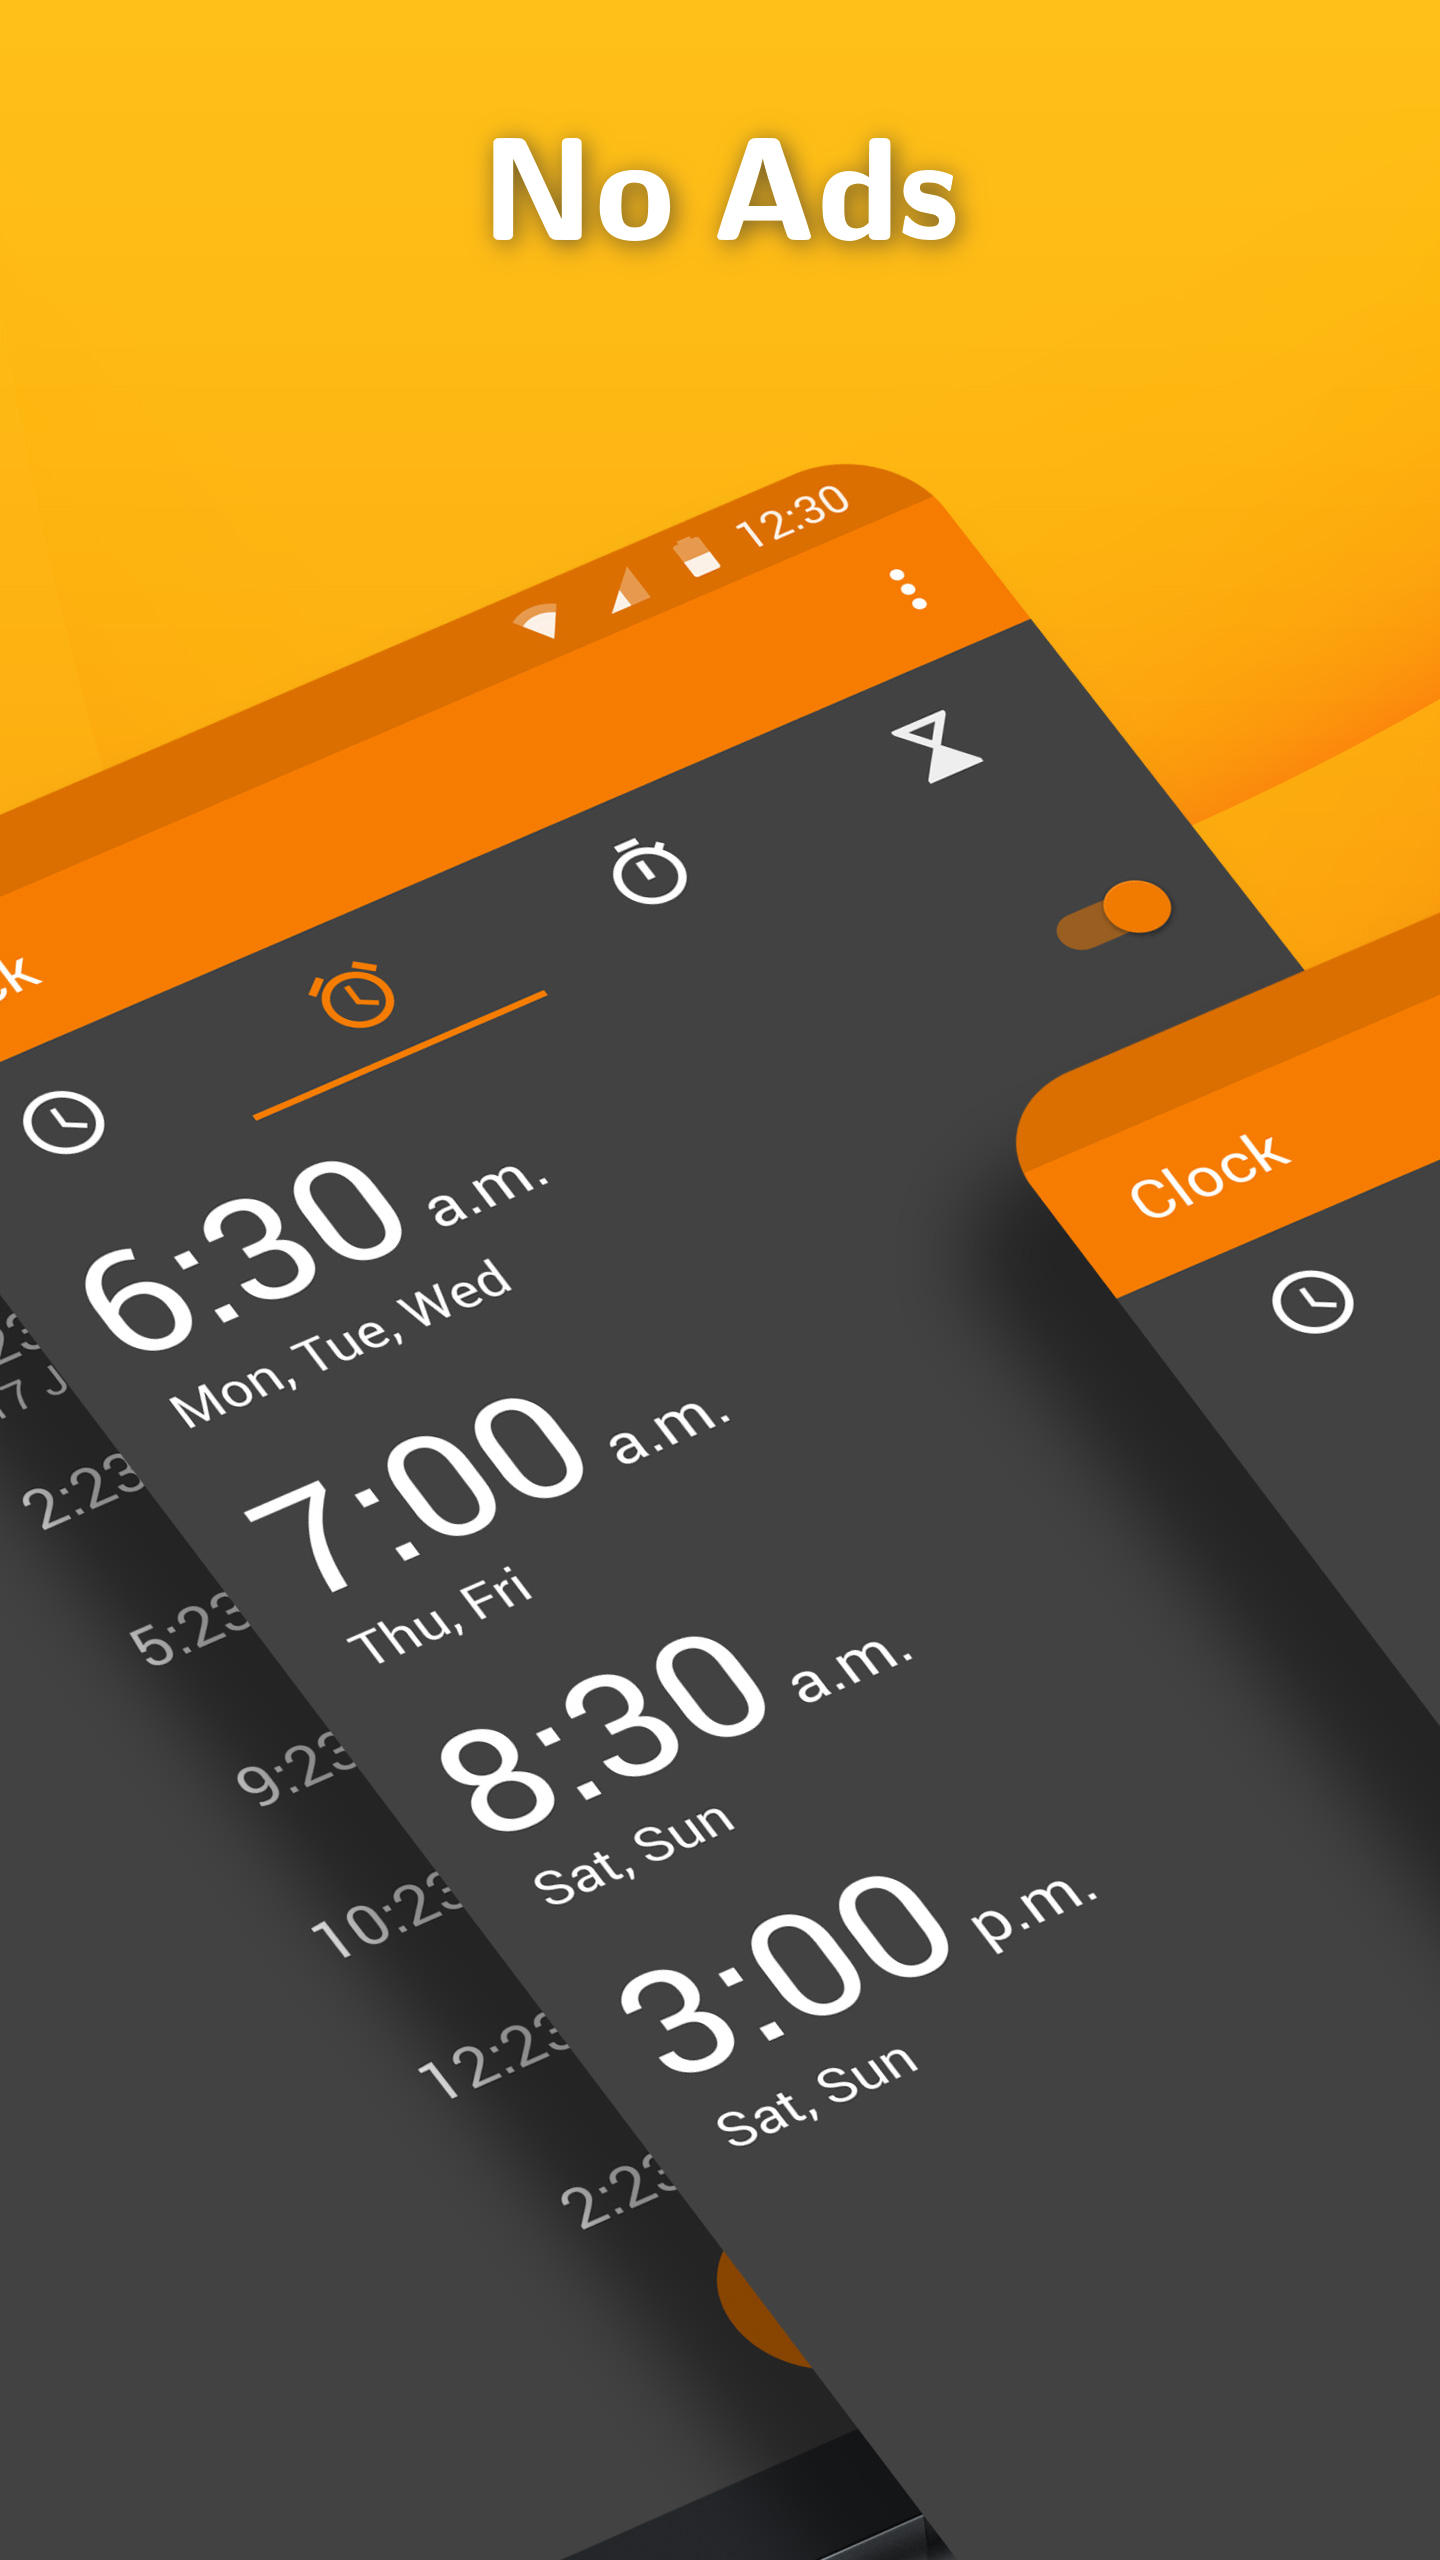 No Ads
12:30
Clock
6:30 a.m.
Mon, Tue, Wed
7:00 a.m.
Thu, Fri
8:30 a.m.
Sat, Sun
3:00 p.m.
Sat, Sun
2:23
5:23
9:23
10:23
12:23
2:23